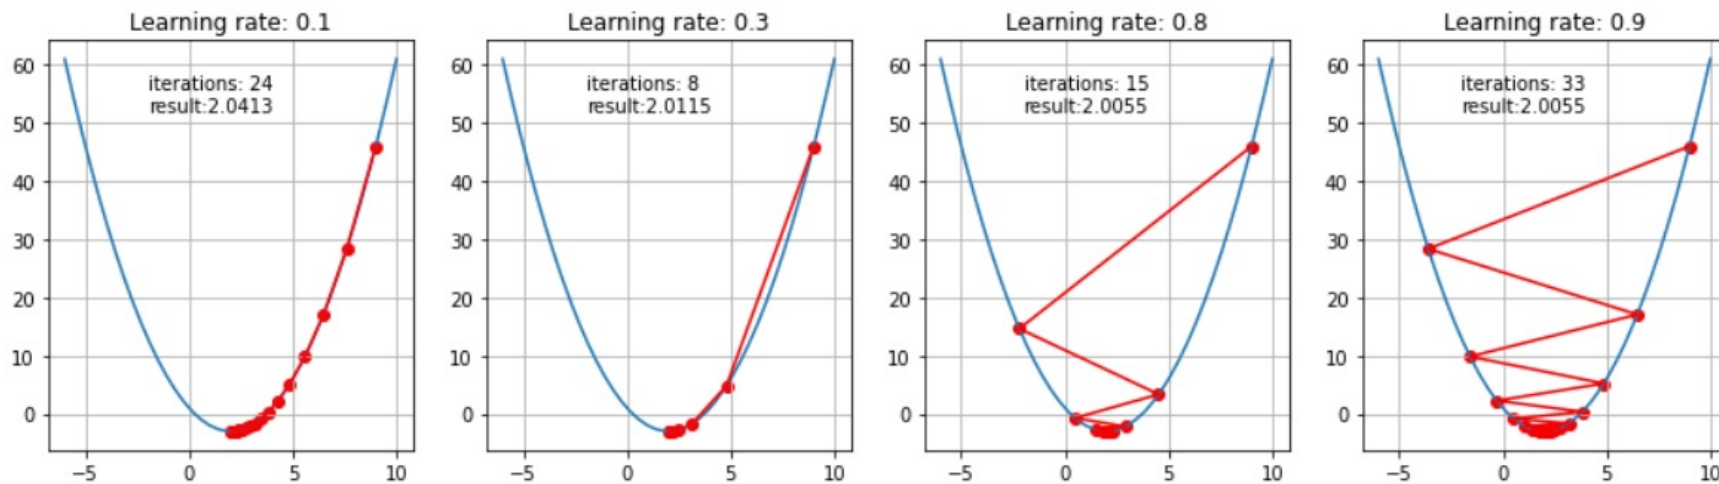 Learning rate: 0.1
iterations: 24
result:2.0413
60
50
40
30
20
10
0
−5 0 5 10
Learning rate: 0.3
iterations: 8
result:2.0115
60
50
40
30
20
10
0
−5 0 5 10
Learning rate: 0.8
iterations: 15
result:2.0055
60
50
40
30
20
10
0
−5 0 5 10
Learning rate: 0.9
iterations: 33
result:2.0055
60
50
40
30
20
10
0
−5 0 5 10